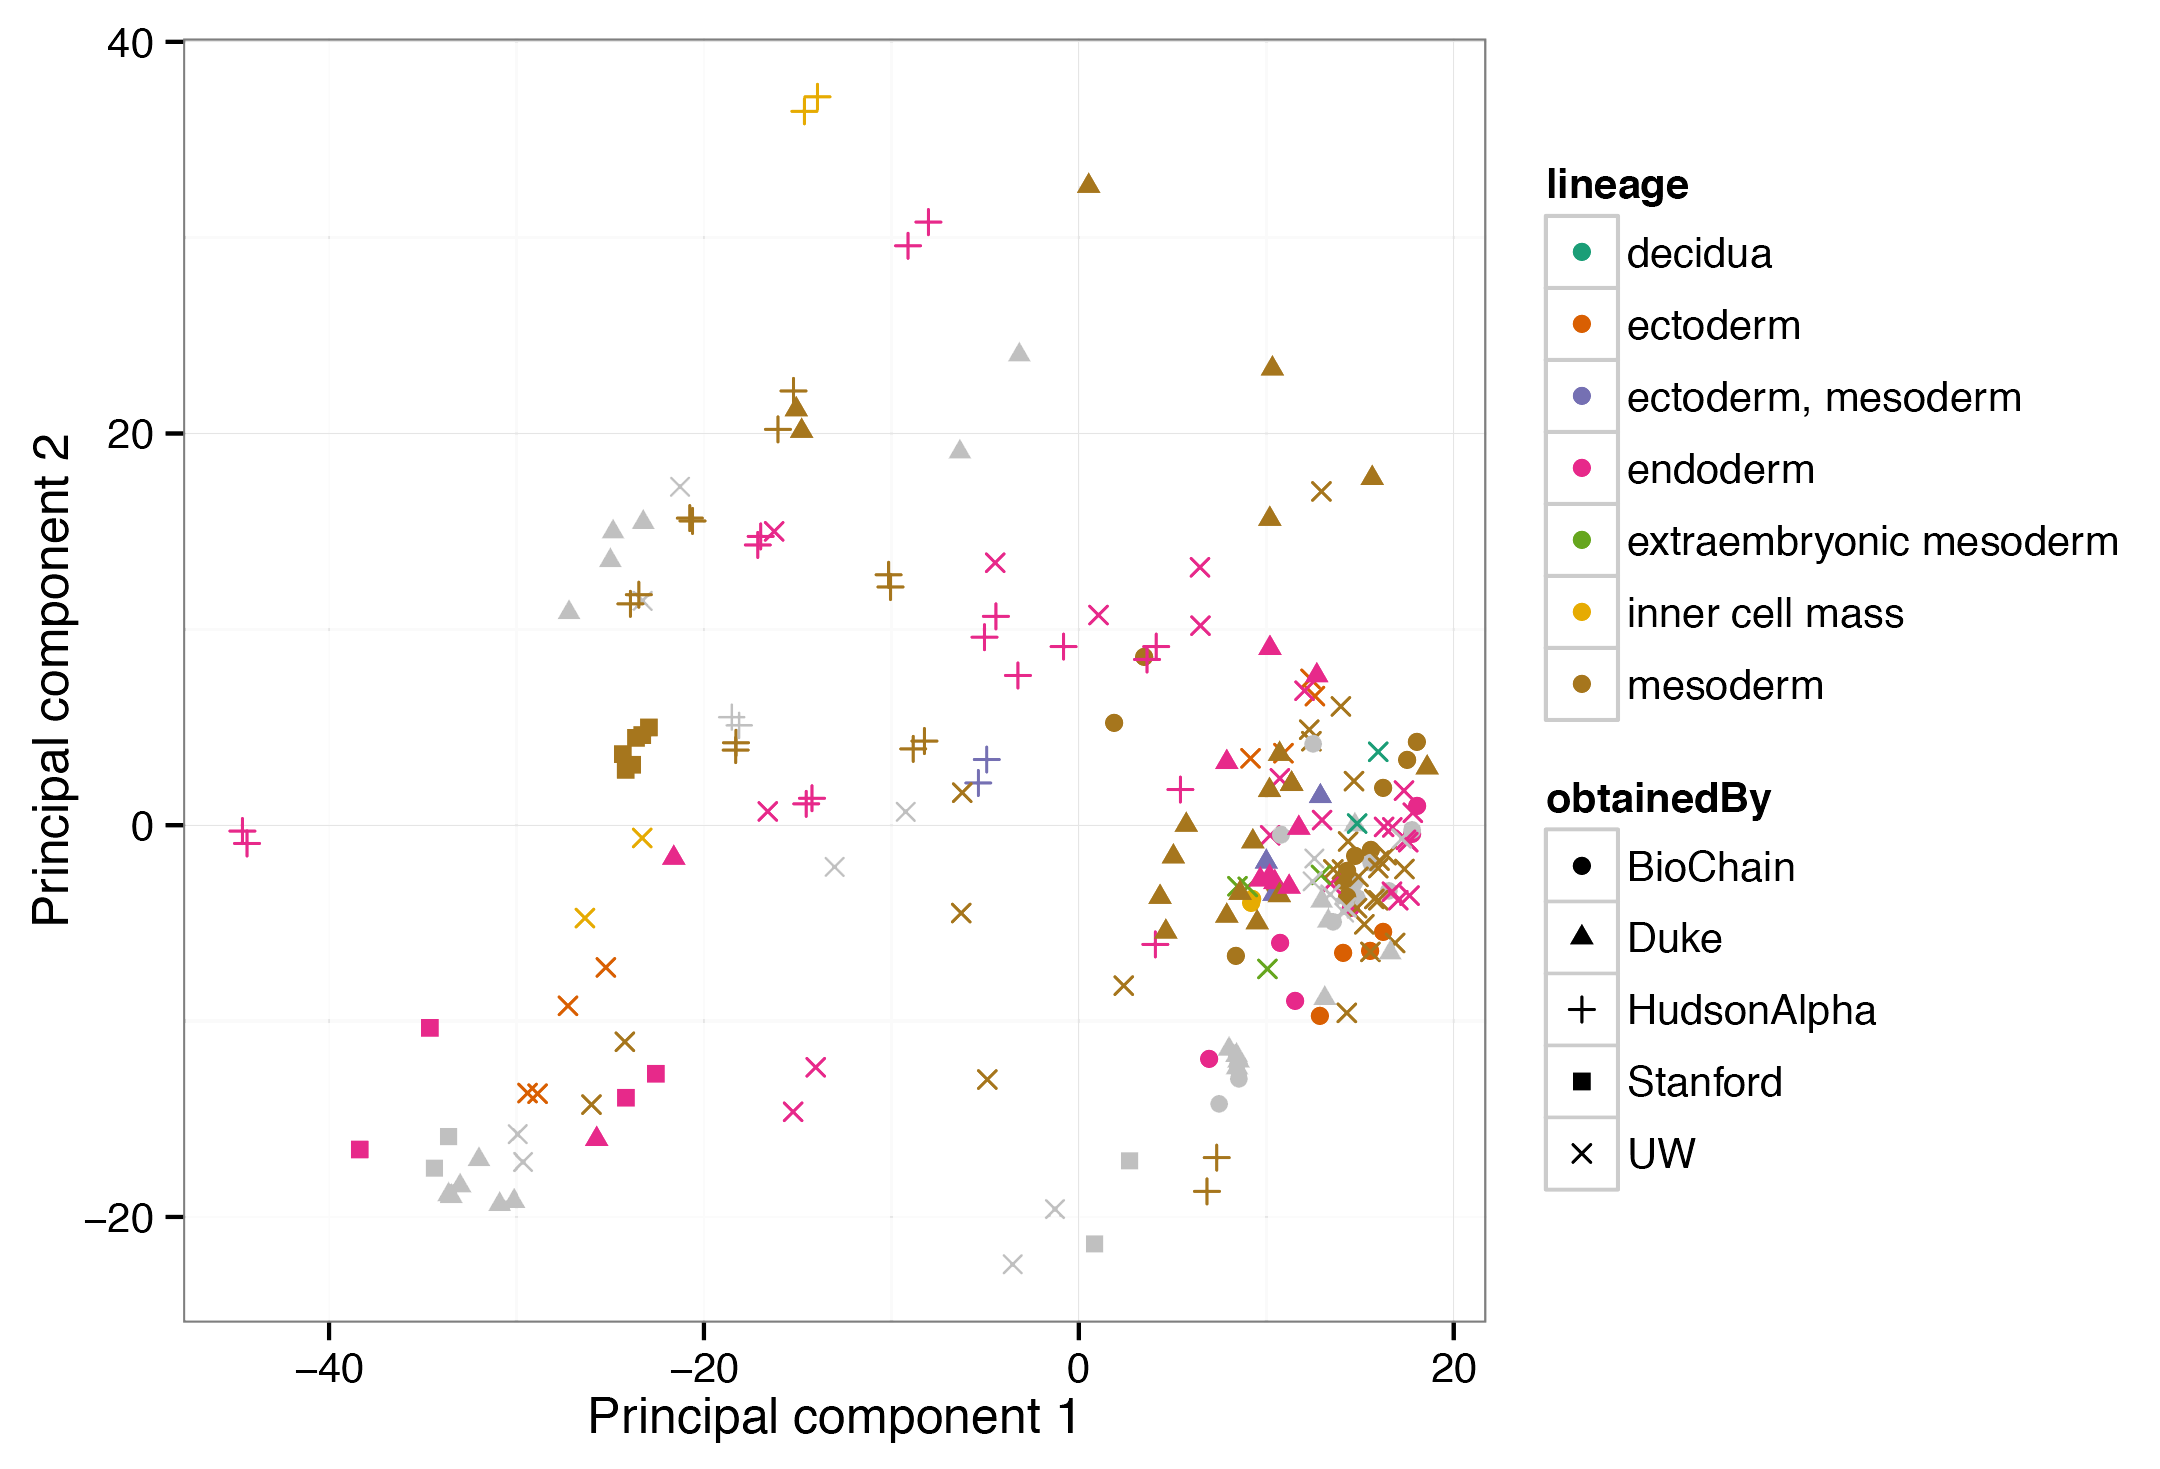 40
20
0
−20
−40
−20
0
20
Principal component 1
Principal component 2
lineage
decidua
ectoderm
ectoderm, mesoderm
endoderm
extraembryonic mesoderm
inner cell mass
mesoderm
obtainedBy
BioChain
Duke
HudsonAlpha
Stanford
UW